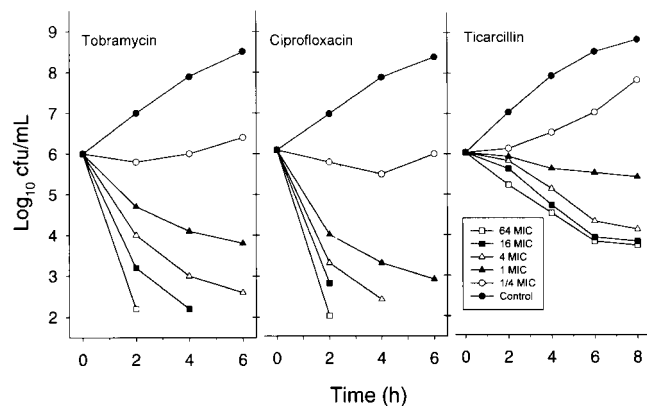 Tobramycin
Ciprofloxacin
Ticarcillin
Log10 cfu/mL
9
8
7
6
5
4
3
2
64 MIC
16 MIC
4 MIC
1 MIC
1/4 MIC
Control
0 2 4 6 0 2 4 6 0 2 4 6 8
Time (h)